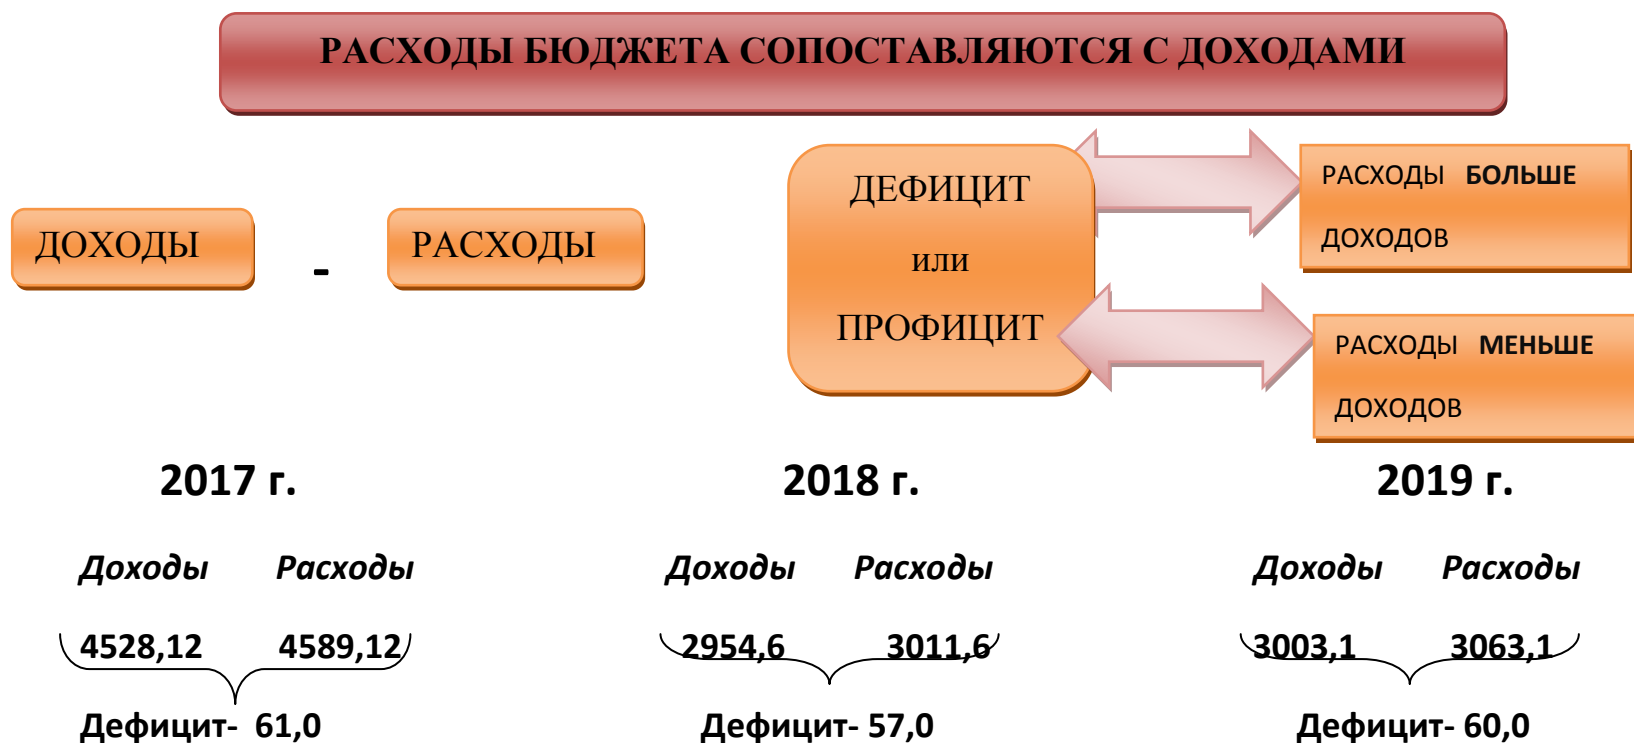 РАСХОДЫ БЮДЖЕТА СОПОСТАВЛЯЮТСЯ С ДОХОДАМИ
ДОХОДЫ - РАСХОДЫ
ДЕФИЦИТ
или
ПРОФИЦИТ
РАСХОДЫ БОЛЬШЕ
ДОХОДОВ
РАСХОДЫ МЕНЬШЕ
ДОХОДОВ
2017 г. 2018 г. 2019 г.
Доходы Расходы Доходы Расходы Доходы Расходы
4528,12 4589,12 2954,6 3011,6 3003,1 3063,1
Дефицит- 61,0 Дефицит- 57,0 Дефицит- 60,0